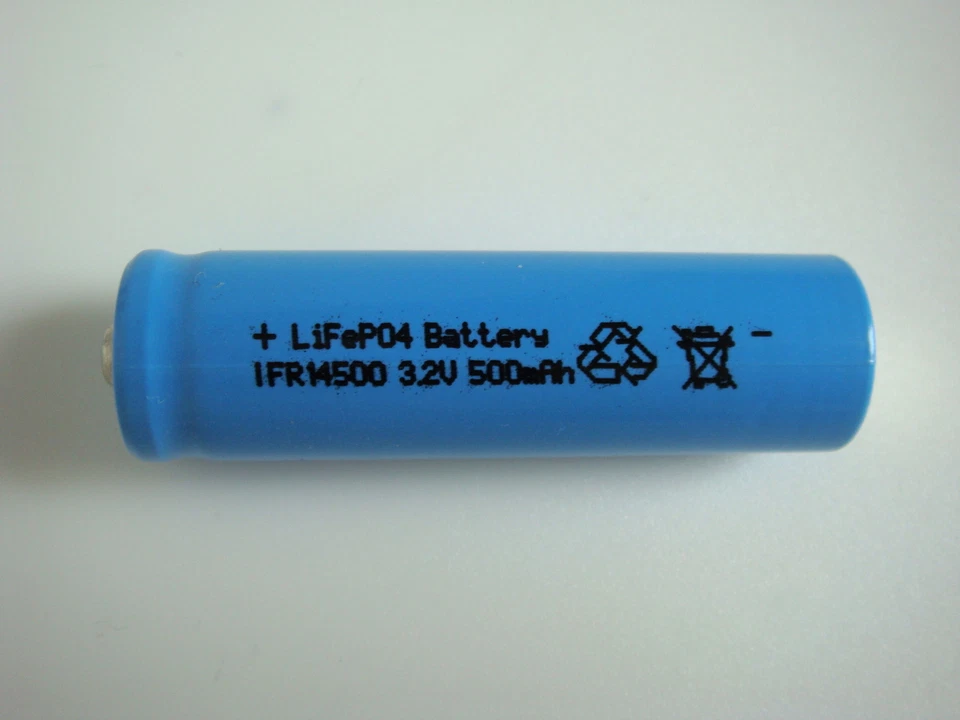 + LiFePO4 Battery -
IFR14500 3.2V 500mAh